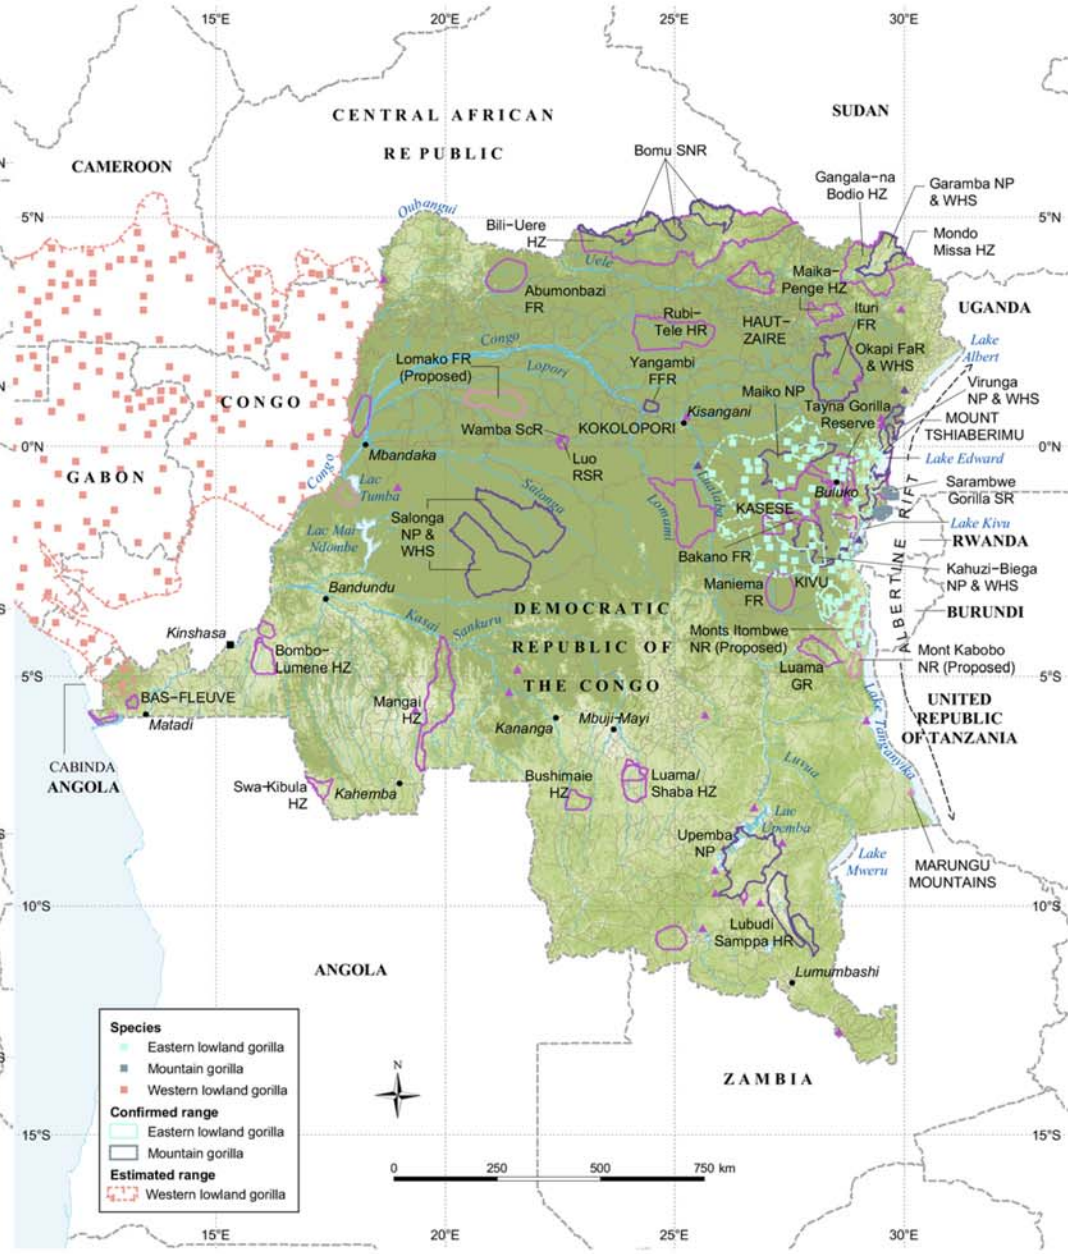 15°E
20°E
25°E
30°E
SUDAN
CENTRAL AFRICAN
REPUBLIC
CAMEROON
N
Bomu SNR
Gangala-na
Bodio HZ
Garamba NP
& WHS
Oubangui
5°N
Bili-Uere
HZ
5°N
Mondo
Missa HZ
Uele
Maika-
Penge HZ
Abumonbazi
FR
UGANDA
Ituri
FR
Rubi-
Tele HR
HAUT-
ZAIRE
Lake
Albert
Congo
Okapi FaR
& WHS
Lomako FR
(Proposed)
Lopori
Yangambi
FFR
N
Virunga
NP & WHS
Maiko NP
CONGO
Tayna Gorilla
Reserve
Kisangani
MOUNT
TSHIABERIMU
Wamba ScR
KOKOLOPORI
0°N
0°N
Mbandaka
Luo
RSR
Lake Edward
GABON
Congo
Lac
Tumba
Salonga
Lomami
Lualaba
Buluko
Sarambwe
Gorilla SR
KASESE
Salonga
NP &
WHS
Lac Mai
Ndombe
Lake Kivu
RWANDA
ALBERTUNE RIFT
Bakano FR
Kahuzi-Biega
NP & WHS
Bandundu
Maniema
FR
KIVU
S
DEMOCRATIC
BURUNDI
Kasai
Sankuru
Kinshasa
Monts Itombwe
NR (Proposed)
REPUBLIC OF
Mont Kabobo
NR (Proposed)
Bombo-
Lumene HZ
Luama
GR
5°S
5°S
THE CONGO
BAS-FLEUVE
Mangai
HZ
UNITED
REPUBLIC
OF TANZANIA
Matadi
Kananga
Mbuji-Mayi
Lake Tanganyika
CABINDA
ANGOLA
Luvua
Swa-Kibula
HZ
Kahemba
Bushimaie
HZ
Luama/
Shaba HZ
Lac
Upemba
S
Upemba
NP
Lake
Mweru
MARUNGU
MOUNTAINS
10°S
10°S
Lubudi
Samppa HR
ANGOLA
Lumumbashi
Species
Eastern lowland gorilla
Mountain gorilla
Western lowland gorilla
Confirmed range
Eastern lowland gorilla
Mountain gorilla
Estimated range
Western lowland gorilla
S
N
ZAMBIA
15°S
15°S
0
250
500
750 km
15°E
20°E
25°E
30°E